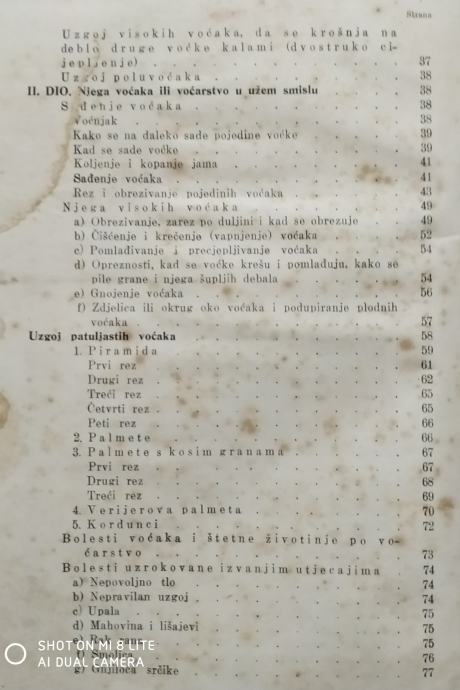 Strana
Uzgoj visokih voćaka, da se krošnja na
deblo druge voćke kalami (dvostruko ci-
jepljenje) . . . . . . . . 37
Uzgoj poluvoćaka . . . . . . . . 38
II. DIO. Njega voćaka ili voćarstvo u užem smislu 38
Sađenje voćaka . . . . . . . . 38
Voćnjak . . . . . . . . 38
Kako se na daleko sade pojedine voćke . . . . 39
Kad se sade voćke . . . . . . . . 39
Koljenje i kopanje jama . . . . . . . 41
Sađenje voćaka . . . . . . . . 41
Rez i obrezivanje pojedinih voćaka . . . . . 43
Njega visokih voćaka . . . . . . . 49
a) Obrezivanje, zarez po duljini i kad se obrezuje 49
b) Čišćenje i krečenje (vapnjenje) voćaka . . . 52
c) Pomlađivanje i precjepljivanje voćaka . . . 54
d) Opreznosti, kad se voćke krešu i pomlađuju, kako se
pile grane i njega šupljih debala . . . . 54
e) Gnojenje voćaka . . . . . . . 56
f) Zdjelica ili okrug oko voćaka i podupiranje plodnih
voćaka . . . . . . . . 57
Uzgoj patuljastih voćaka . . . . . . . 58
1. Piramida . . . . . . . . 59
Prvi rez . . . . . . . . 61
Drugi rez . . . . . . . . 62
Treći rez . . . . . . . . 65
Četvrti rez . . . . . . . . 65
Peti rez . . . . . . . . 66
2. Palmete . . . . . . . . 66
3. Palmete s kosim granama . . . . . 67
Prvi rez . . . . . . . . 67
Drugi rez . . . . . . . . 68
Treći rez . . . . . . . . 69
4. Verijerova palmeta . . . . . . 70
5. Kordunci . . . . . . . . 72
Bolesti voćaka i štetne životinje po vo-
ćarstvo . . . . . . . . 73
Bolesti uzrokovane izvanjim utjecajima . 74
a) Nepovoljno tlo . . . . . . . 74
b) Nepravilan uzgoj . . . . . . . 74
c) Upala . . . . . . . . 75
d) Mahovina i lišajevi . . . . . . 75
e) Rak . . . . . . . . 75
f) Smolica . . . . . . . . 76
g) Gnjiloća srčike . . . . . . . 77
SHOT ON MI 8 LITE
AI DUAL CAMERA